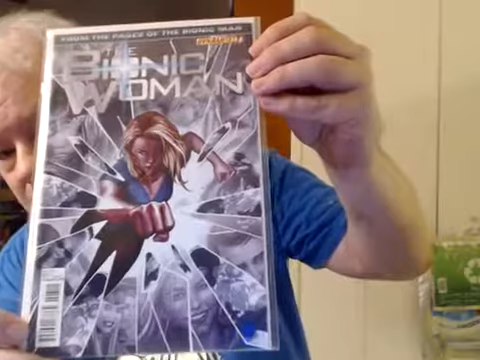 FROM THE PAGES OF THE BIONIC MAN
THE
BIONIC
WOMAN